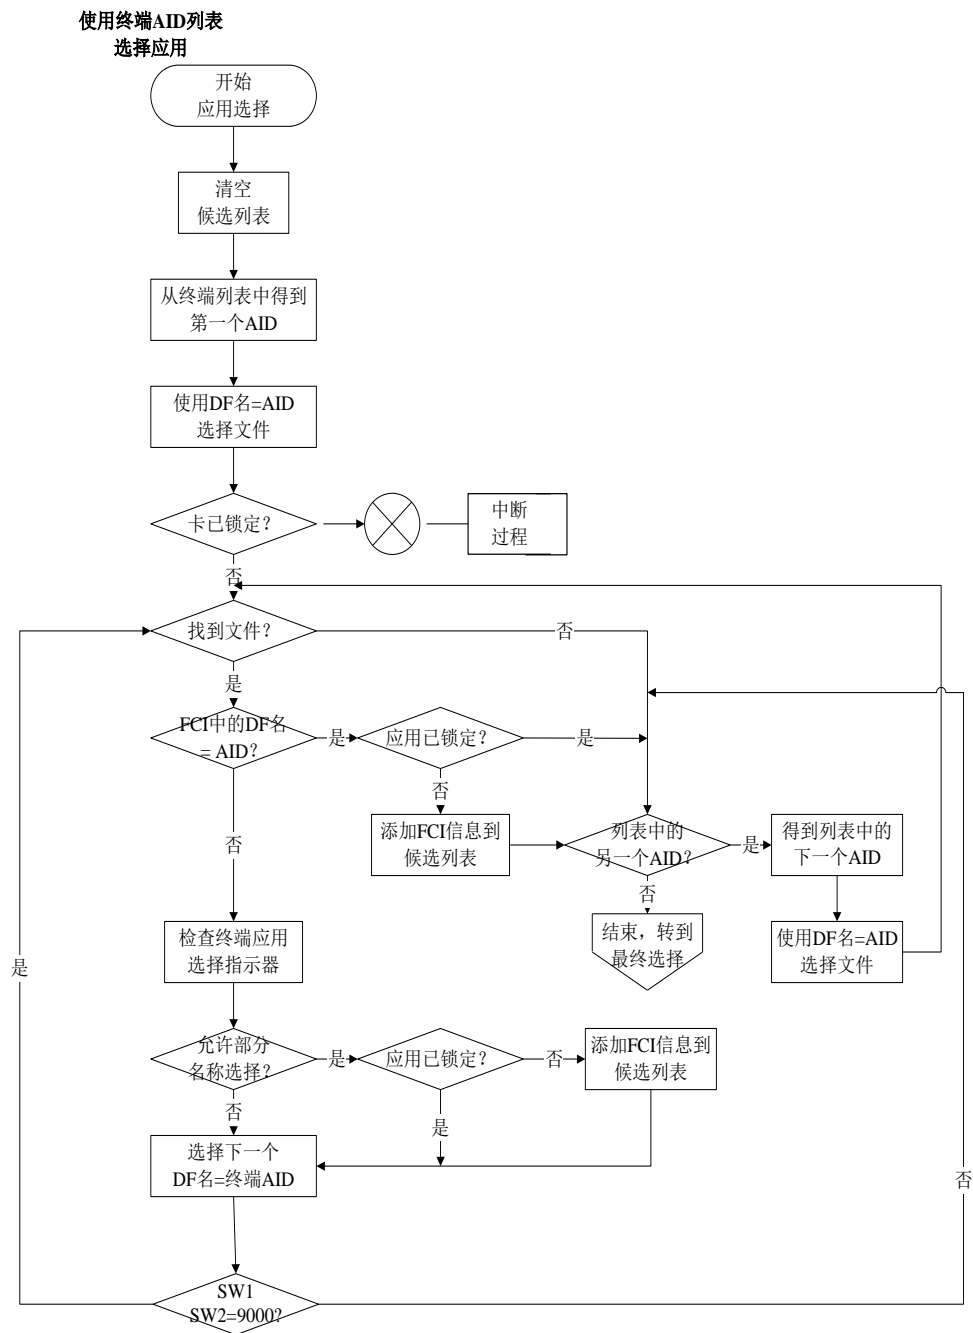 使用终端AID列表
选择应用
开始
应用选择
清空
候选列表
从终端列表中得到
第一个AID
使用DF名=AID
选择文件
卡已锁定?
中断
过程
否
找到文件?
否
是
FCI中的DF名
= AID?
是
应用已锁定?
是
否
否
添加FCI信息到
候选列表
列表中的
另一个AID?
是
得到列表中的
下一个AID
否
结束，转到
最终选择
使用DF名=AID
选择文件
检查终端应用
选择指示器
是
允许部分
名称选择?
是
应用已锁定?
否
添加FCI信息到
候选列表
否
是
选择下一个
DF名=终端AID
否
SW1
SW2=9000?